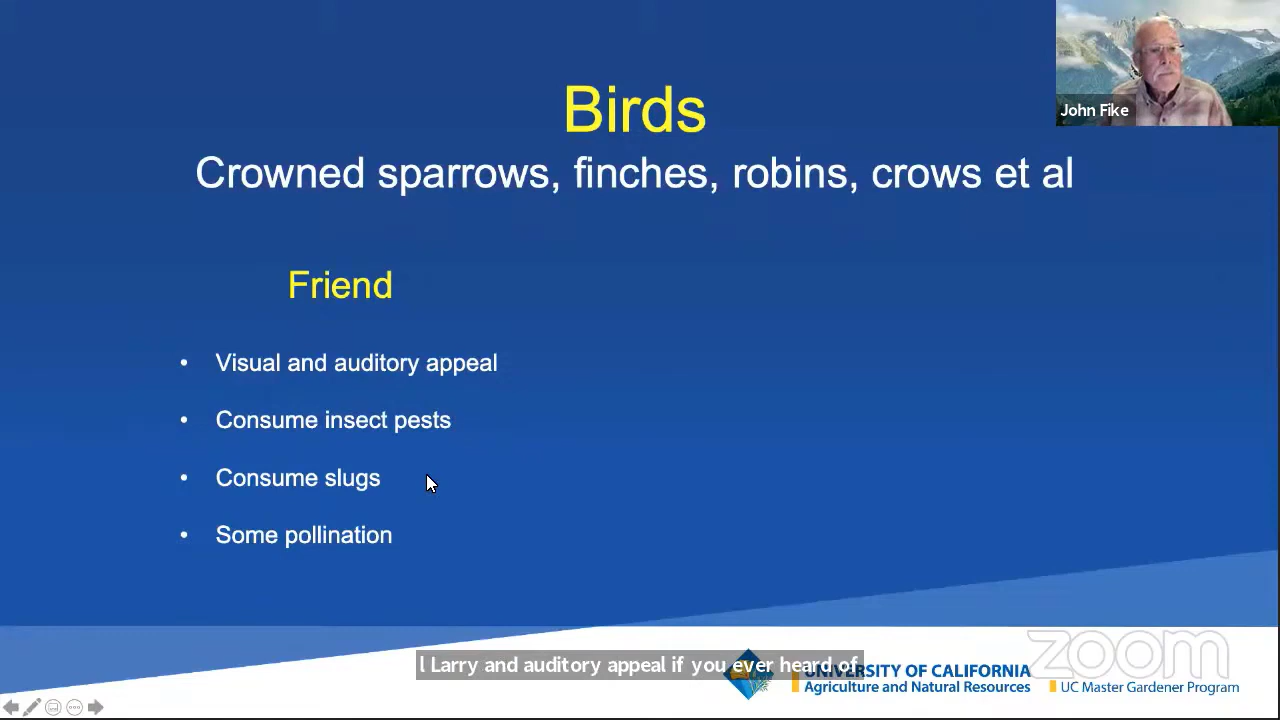 Birds
Crowned sparrows, finches, robins, crows et al
John Fike
Friend
• Visual and auditory appeal
• Consume insect pests
• Consume slugs
• Some pollination
l Larry and auditory appeal if you ever heard of
UNIVERSITY OF CALIFORNIA
Agriculture and Natural Resources
UC Master Gardener Program
zoom